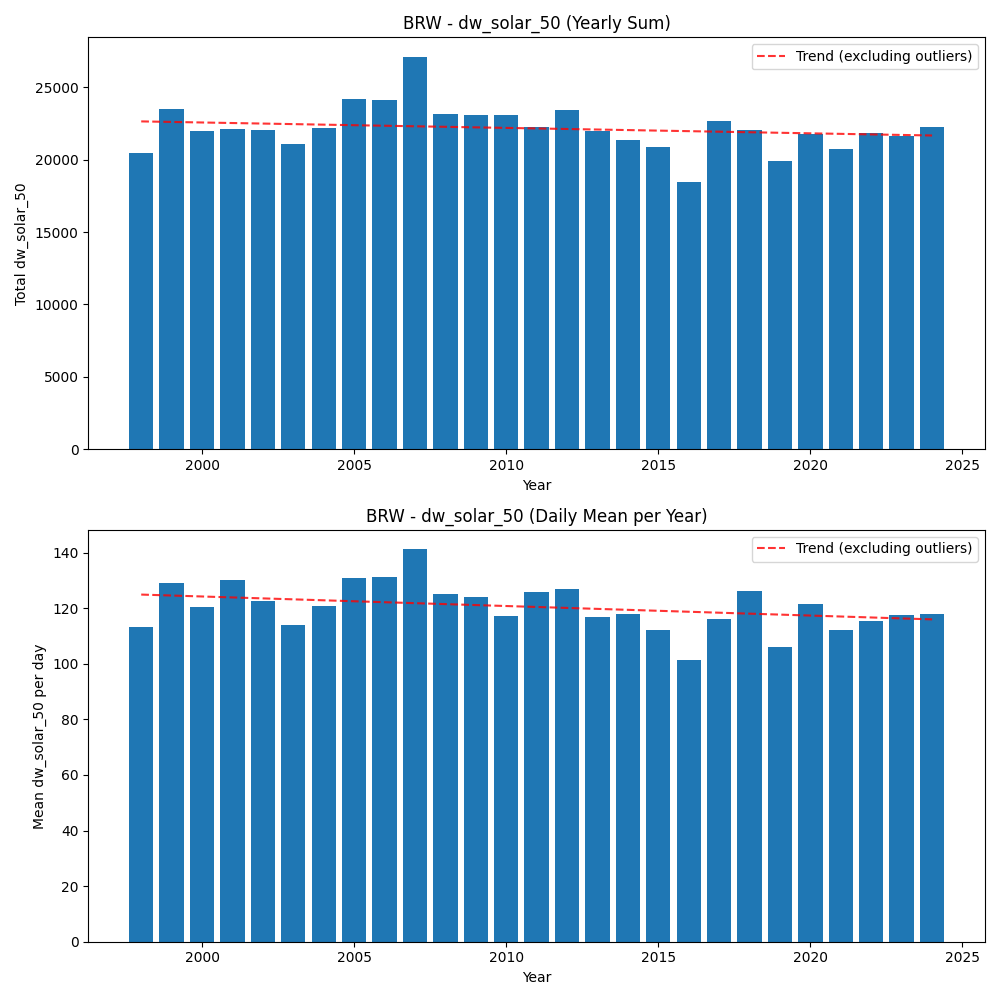 BRW - dw_solar_50 (Yearly Sum)
Trend (excluding outliers)
25000
20000
15000
10000
5000
0
Total dw_solar_50
2000 2005 2010 2015 2020 2025
Year
BRW - dw_solar_50 (Daily Mean per Year)
Trend (excluding outliers)
140
120
100
80
60
40
20
0
Mean dw_solar_50 per day
2000 2005 2010 2015 2020 2025
Year